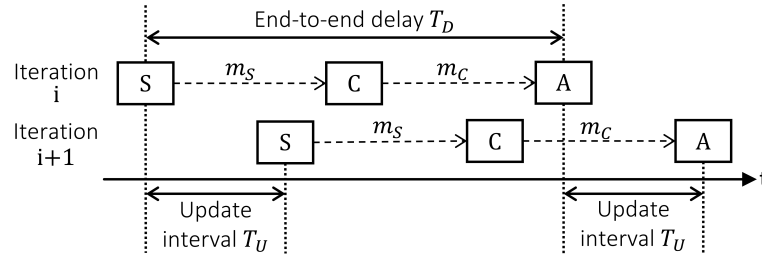 End-to-end delay T_D
Iteration
i
S
m_S
C
m_C
A
Iteration
i+1
S
m_S
C
m_C
A
t
Update
interval T_U
Update
interval T_U